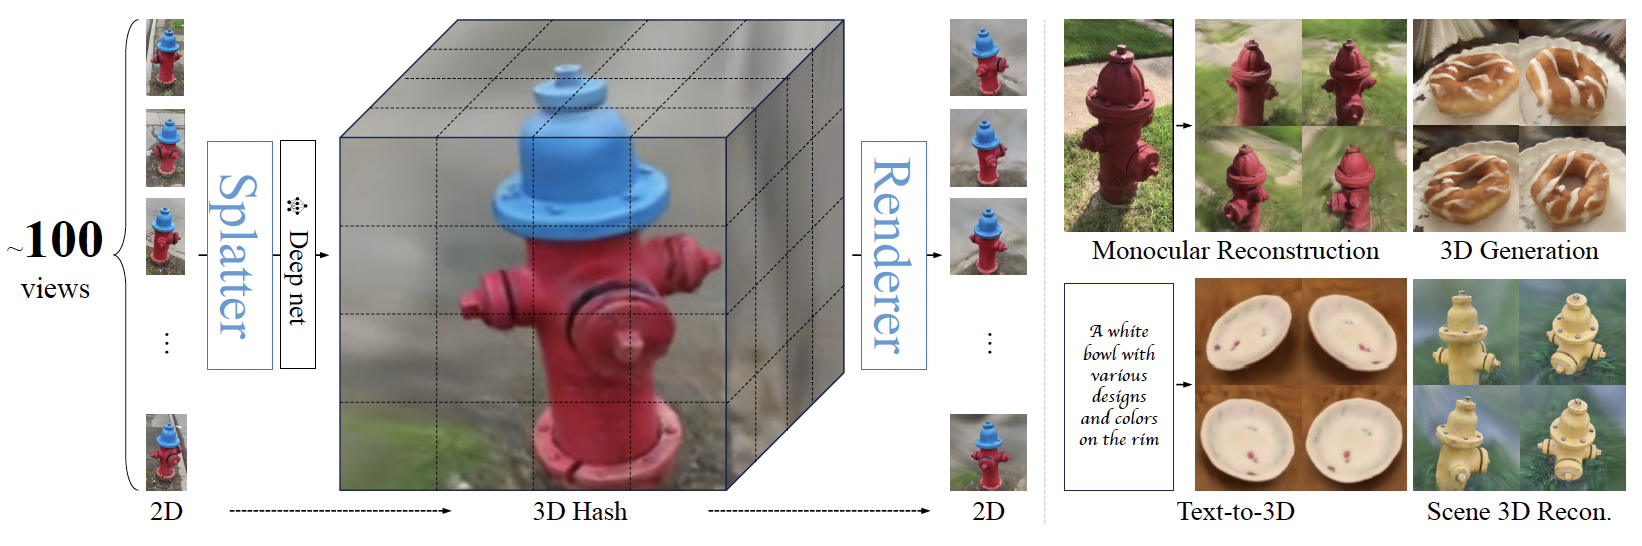 ~100
views
2D
Splatter
Deep net
3D Hash
Renderer
2D
Monocular Reconstruction
3D Generation
A white
bowl with
various
designs
and colors
on the rim
Text-to-3D
Scene 3D Recon.